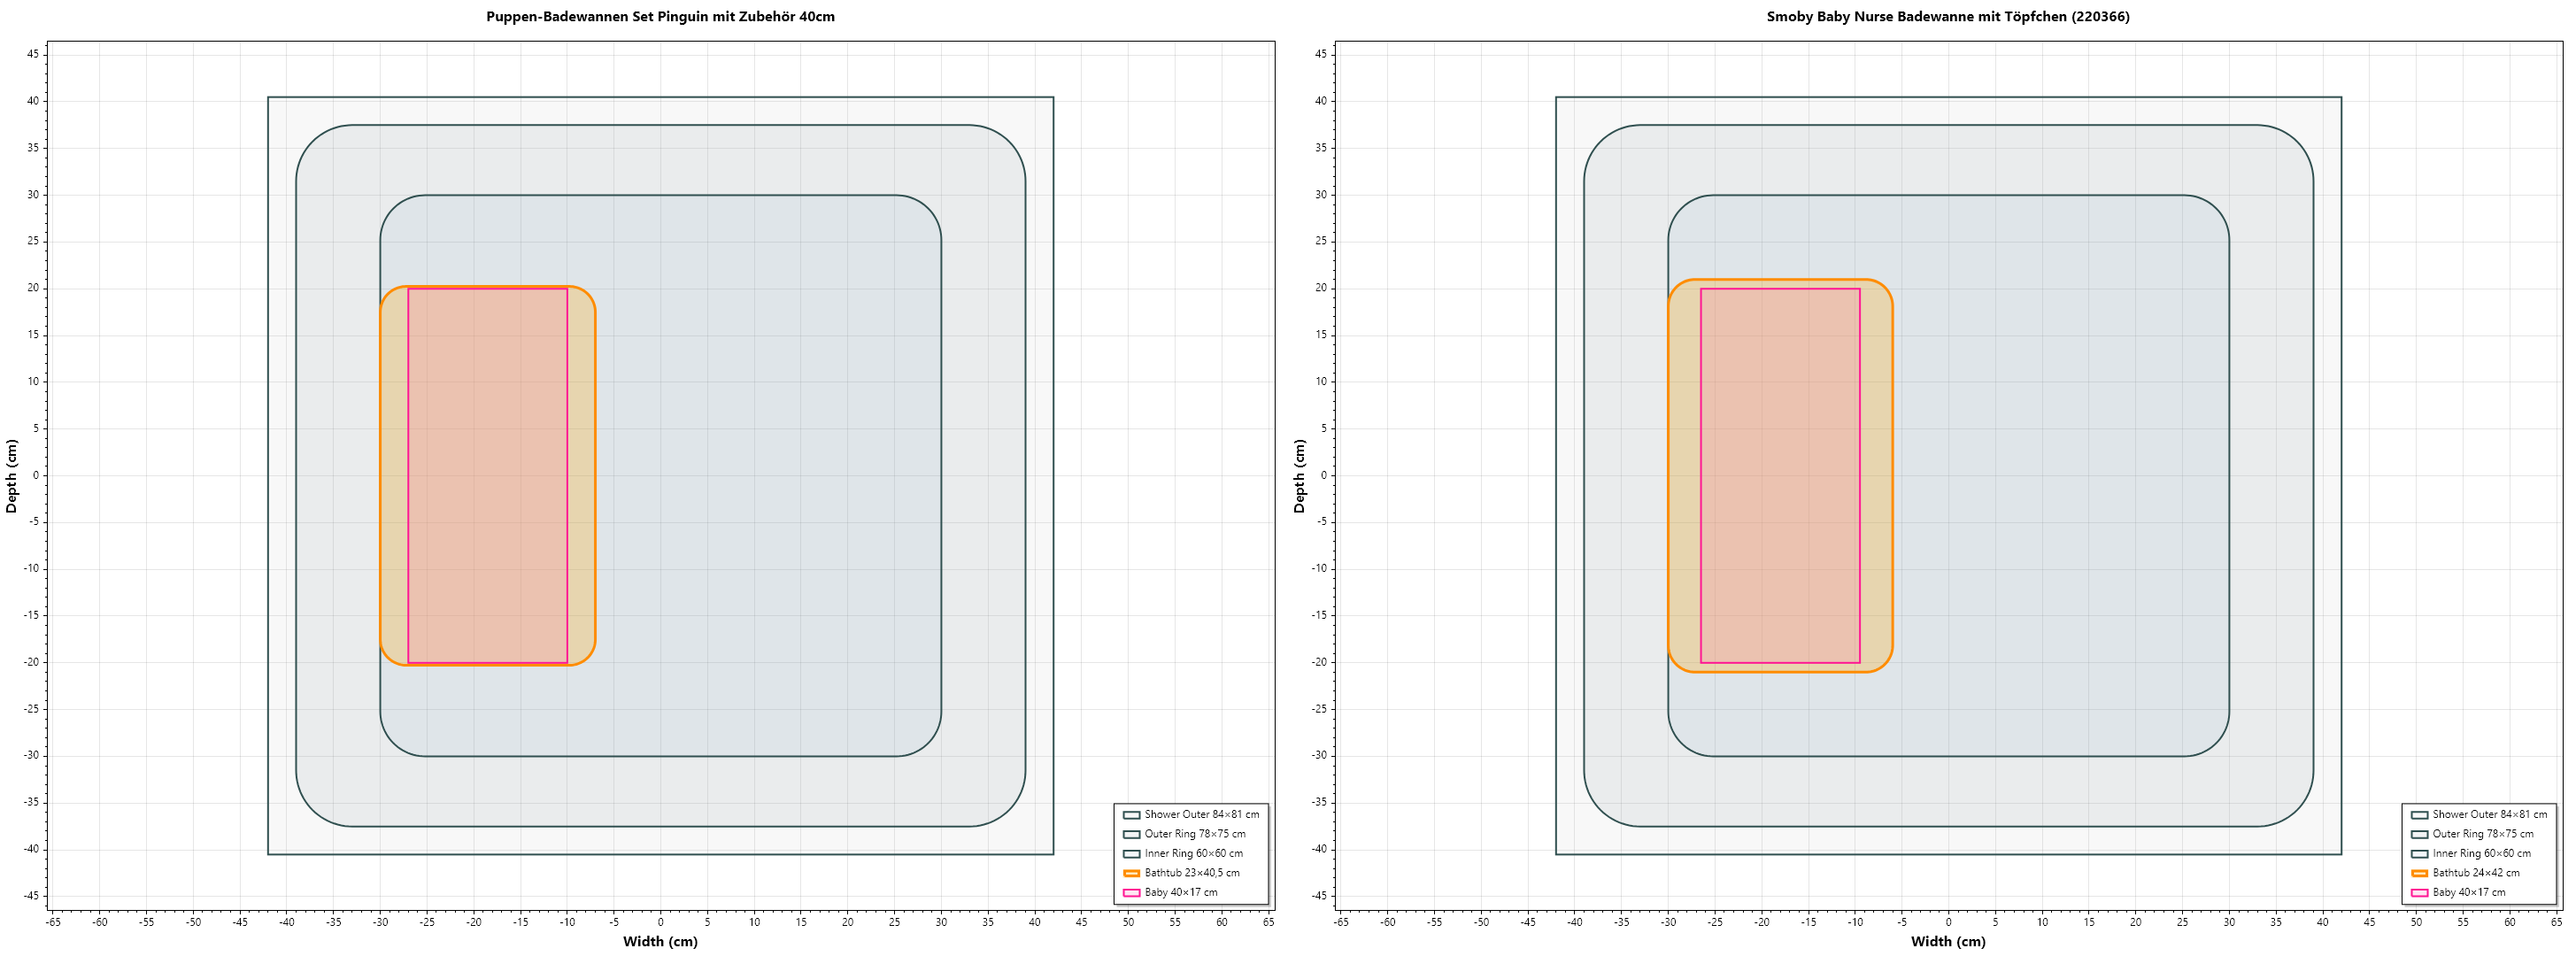 Puppen-Badewannen Set Pinguin mit Zubehör 40cm
45
40
35
30
25
20
15
10
5
0
-5
-10
-15
-20
-25
-30
-35
-40
-45
Depth (cm)
Shower Outer 84×81 cm
Outer Ring 78×75 cm
Inner Ring 60×60 cm
Bathtub 23×40,5 cm
Baby 40×17 cm
-65 -60 -55 -50 -45 -40 -35 -30 -25 -20 -15 -10 -5 0 5 10 15 20 25 30 35 40 45 50 55 60 65
Width (cm)
Smoby Baby Nurse Badewanne mit Töpfchen (220366)
45
40
35
30
25
20
15
10
5
0
-5
-10
-15
-20
-25
-30
-35
-40
-45
Depth (cm)
Shower Outer 84×81 cm
Outer Ring 78×75 cm
Inner Ring 60×60 cm
Bathtub 24×42 cm
Baby 40×17 cm
-65 -60 -55 -50 -45 -40 -35 -30 -25 -20 -15 -10 -5 0 5 10 15 20 25 30 35 40 45 50 55 60 65
Width (cm)